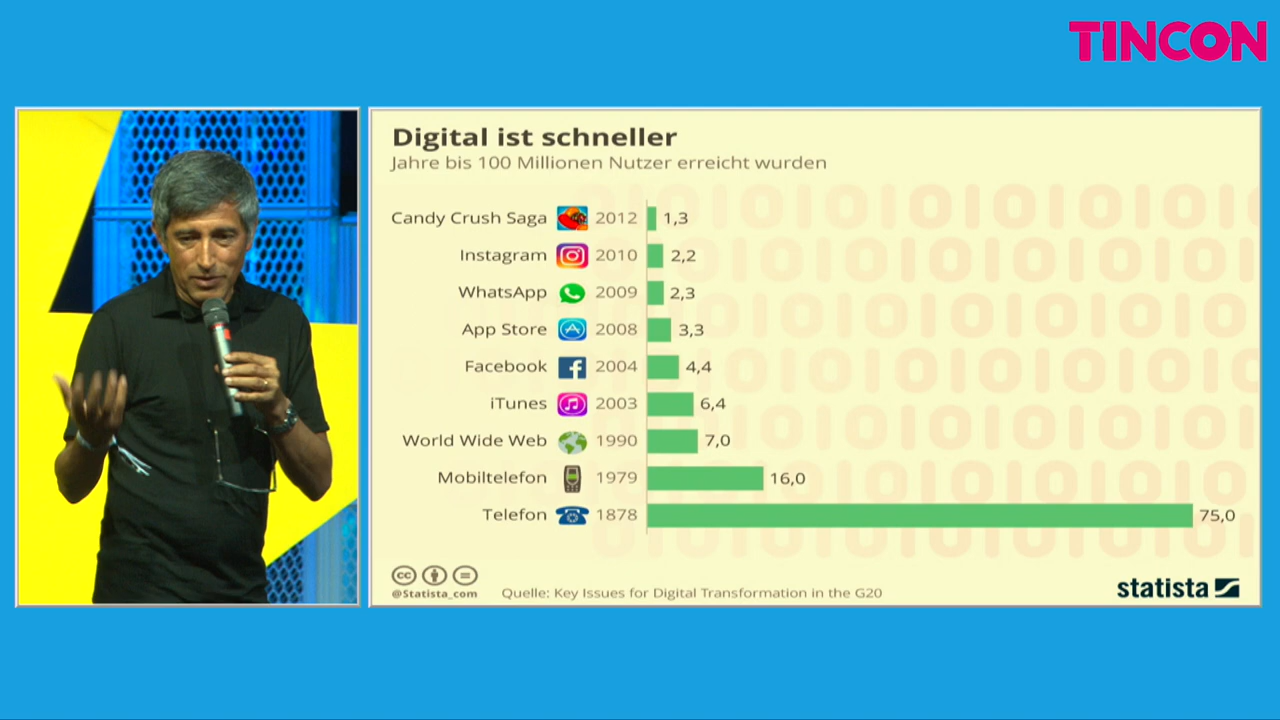 TINCON
Digital ist schneller
Jahre bis 100 Millionen Nutzer erreicht wurden
Candy Crush Saga 2012 1,3
Instagram 2010 2,2
WhatsApp 2009 2,3
App Store 2008 3,3
Facebook 2004 4,4
iTunes 2003 6,4
World Wide Web 1990 7,0
Mobiltelefon 1979 16,0
Telefon 1878 75,0
cc
@Statista_com Quelle: Key Issues for Digital Transformation in the G20
statista